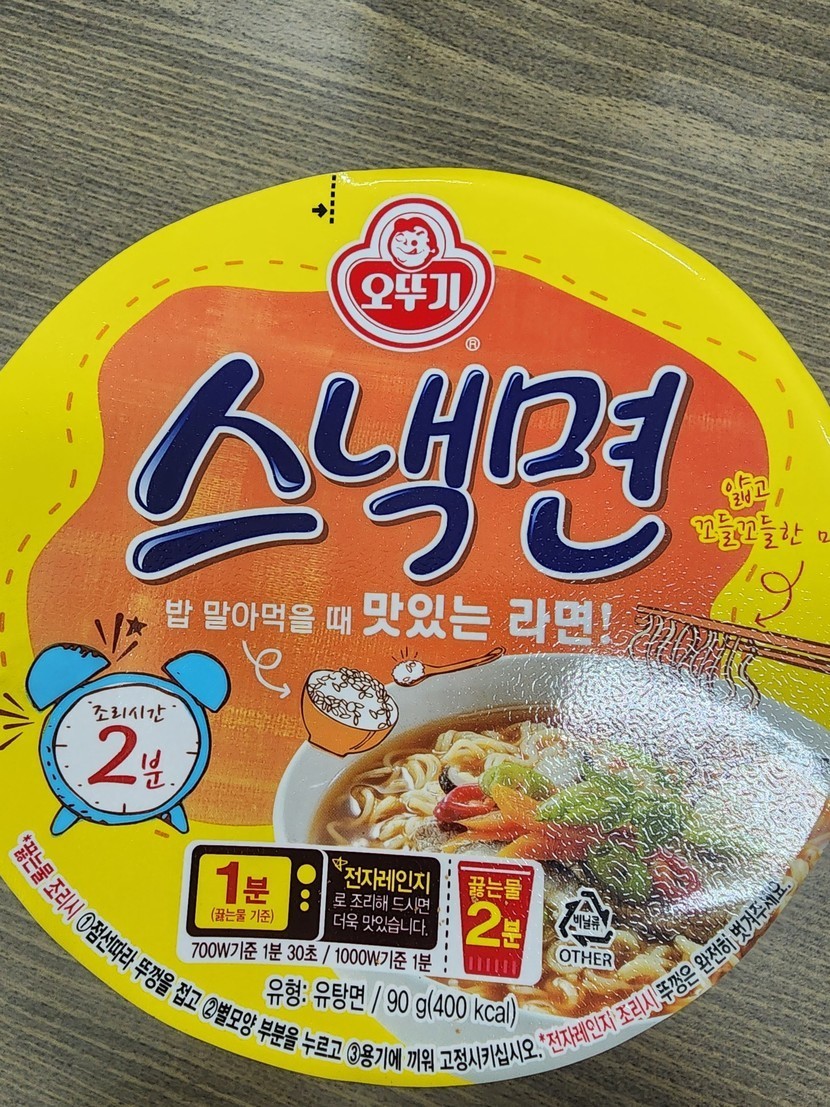 오뚜기
®
스낵면
얇고
꼬들꼬들한
밥 말아먹을 때 맛있는 라면!
조리시간
2분
1분
(끓는물 기준)
전자레인지
로 조리해 드시면
더욱 맛있습니다.
끓는물
2분
700W기준 1분 30초 / 1000W기준 1분
비닐류
OTHER
유형: 유탕면 / 90 g(400 kcal)
*끓는물 조리시 ①점선따라 뚜껑을 접고 ②별모양 부분을 누르고 ③용기에 끼워 고정시키십시오.
*전자레인지 조리시 뚜껑은 완전히 벗겨주세요.